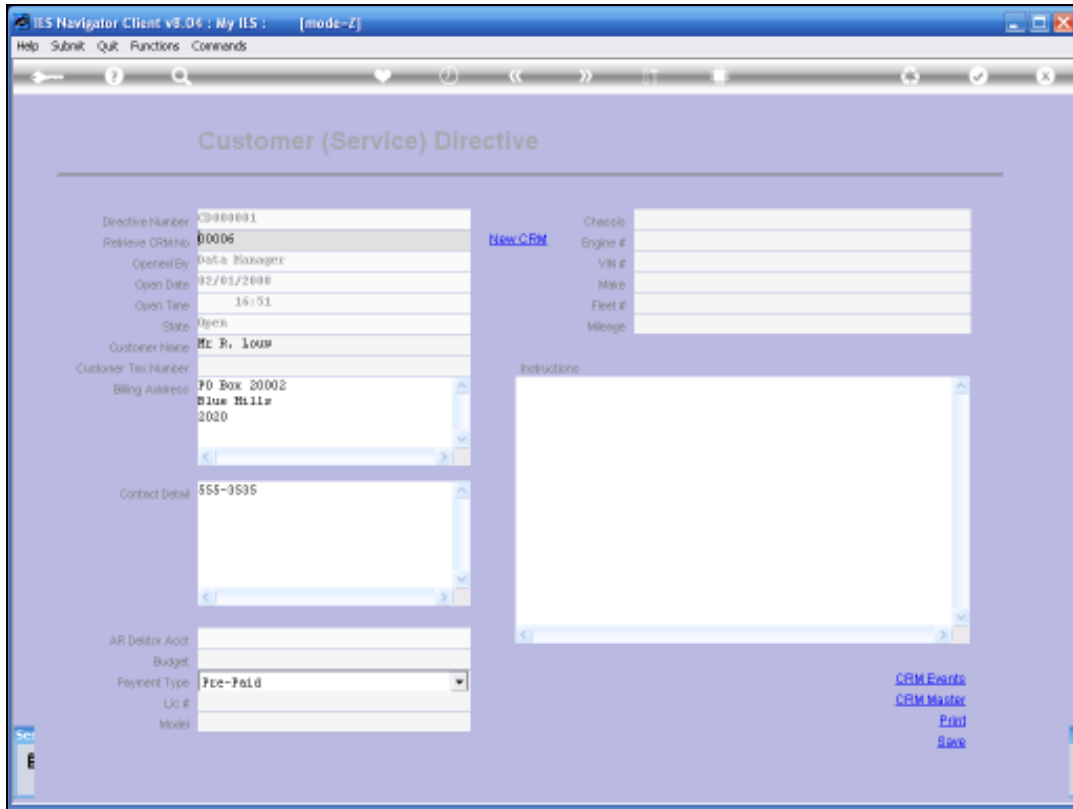 IES Navigator Client v8.04 : My IES : [mode-Z]
Help Submit Quit Functions Commands
Customer (Service) Directive
Directive Number CD000001
Retrieve CRM No 00006 New CRM
Opened By Data Manager
Open Date 02/01/2008
Open Time 16:51
State Open
Customer Name Mr R. louw
Customer Tax Number
Billing Address PO Box 20002
Blue Hills
2020
Contact Detail 555-3535
AR Debtor Acct
Budget
Payment Type Pre-Paid
Lic #
Model
Chassis
Engine #
VIN #
Make
Fleet #
Mileage
Instructions
CRM Events
CRM Master
Print
Save